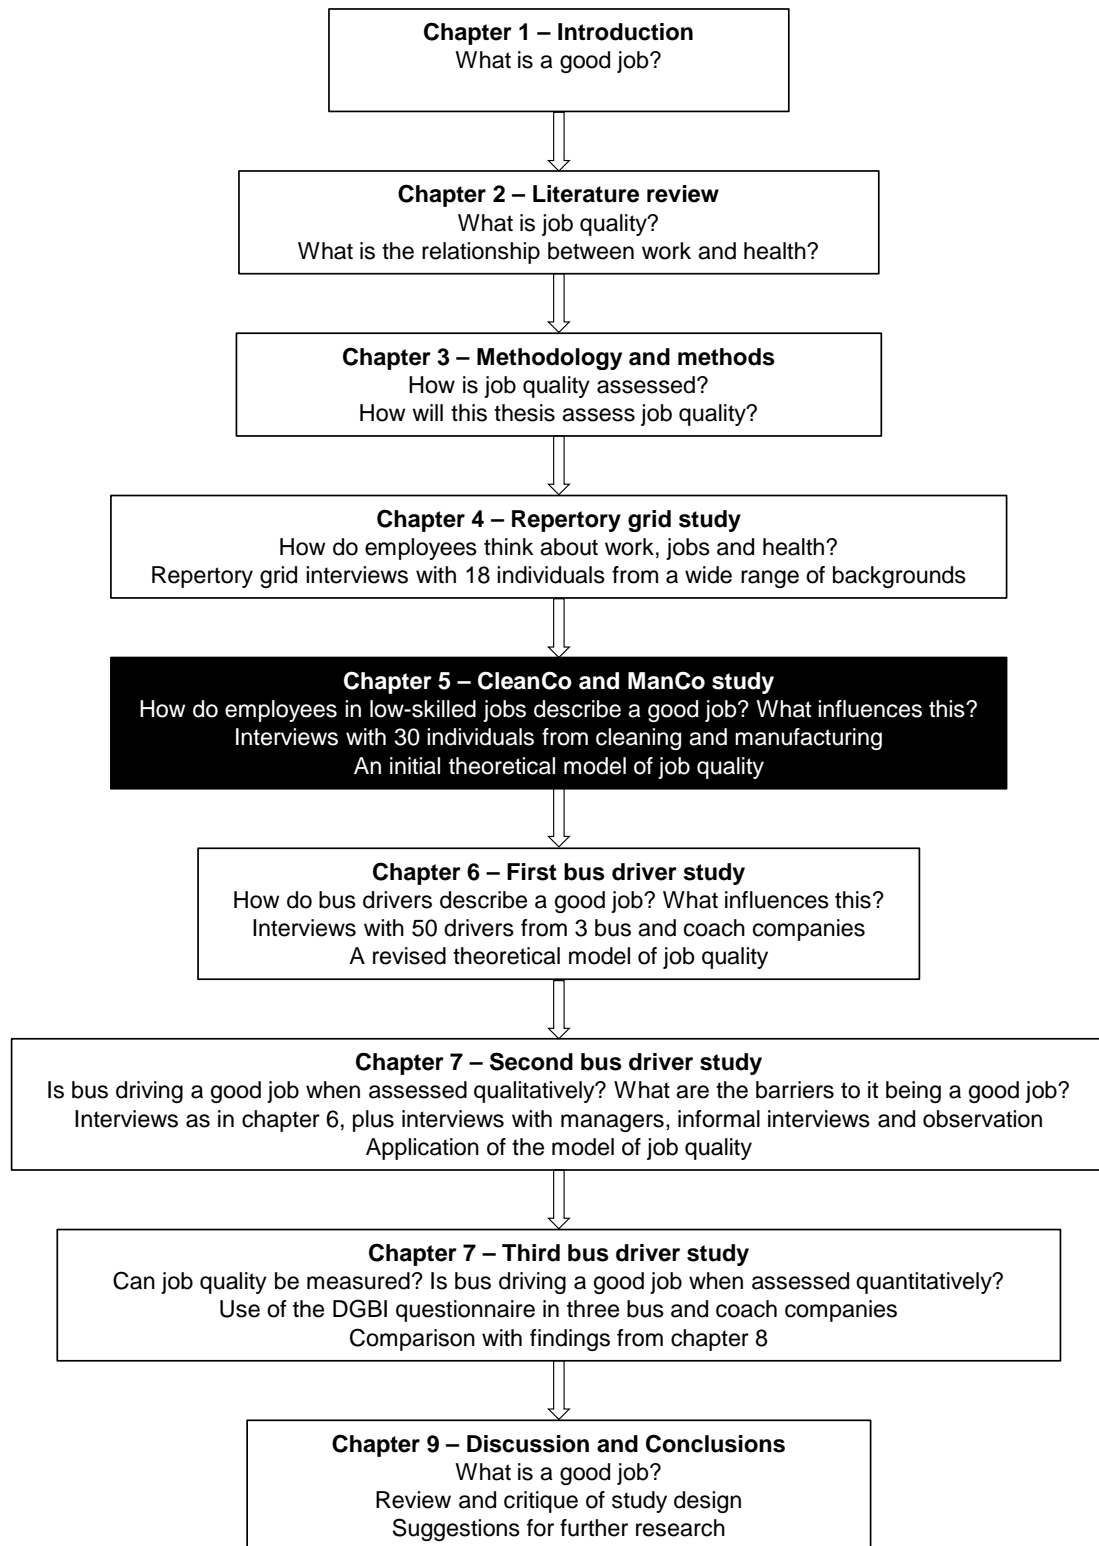 Chapter 1 – Introduction
What is a good job?
Chapter 2 – Literature review
What is job quality?
What is the relationship between work and health?
Chapter 3 – Methodology and methods
How is job quality assessed?
How will this thesis assess job quality?
Chapter 4 – Repertory grid study
How do employees think about work, jobs and health?
Repertory grid interviews with 18 individuals from a wide range of backgrounds
Chapter 5 – CleanCo and ManCo study
How do employees in low-skilled jobs describe a good job? What influences this?
Interviews with 30 individuals from cleaning and manufacturing
An initial theoretical model of job quality
Chapter 6 – First bus driver study
How do bus drivers describe a good job? What influences this?
Interviews with 50 drivers from 3 bus and coach companies
A revised theoretical model of job quality
Chapter 7 – Second bus driver study
Is bus driving a good job when assessed qualitatively? What are the barriers to it being a good job?
Interviews as in chapter 6, plus interviews with managers, informal interviews and observation
Application of the model of job quality
Chapter 7 – Third bus driver study
Can job quality be measured? Is bus driving a good job when assessed quantitatively?
Use of the DGBI questionnaire in three bus and coach companies
Comparison with findings from chapter 8
Chapter 9 – Discussion and Conclusions
What is a good job?
Review and critique of study design
Suggestions for further research